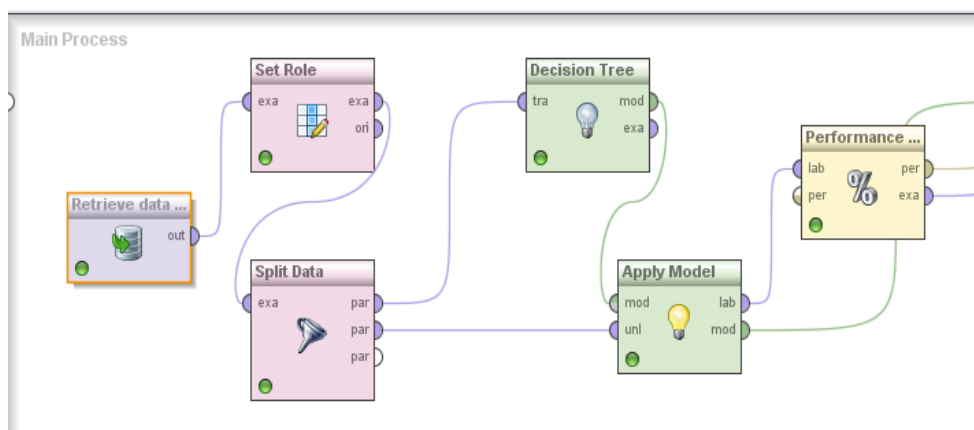 Main Process
Set Role
exa
exa
ori
Decision Tree
tra
mod
exa
Performance ...
lab
per
per
exa
Retrieve data ...
out
Split Data
exa
par
par
par
Apply Model
mod
unl
lab
mod